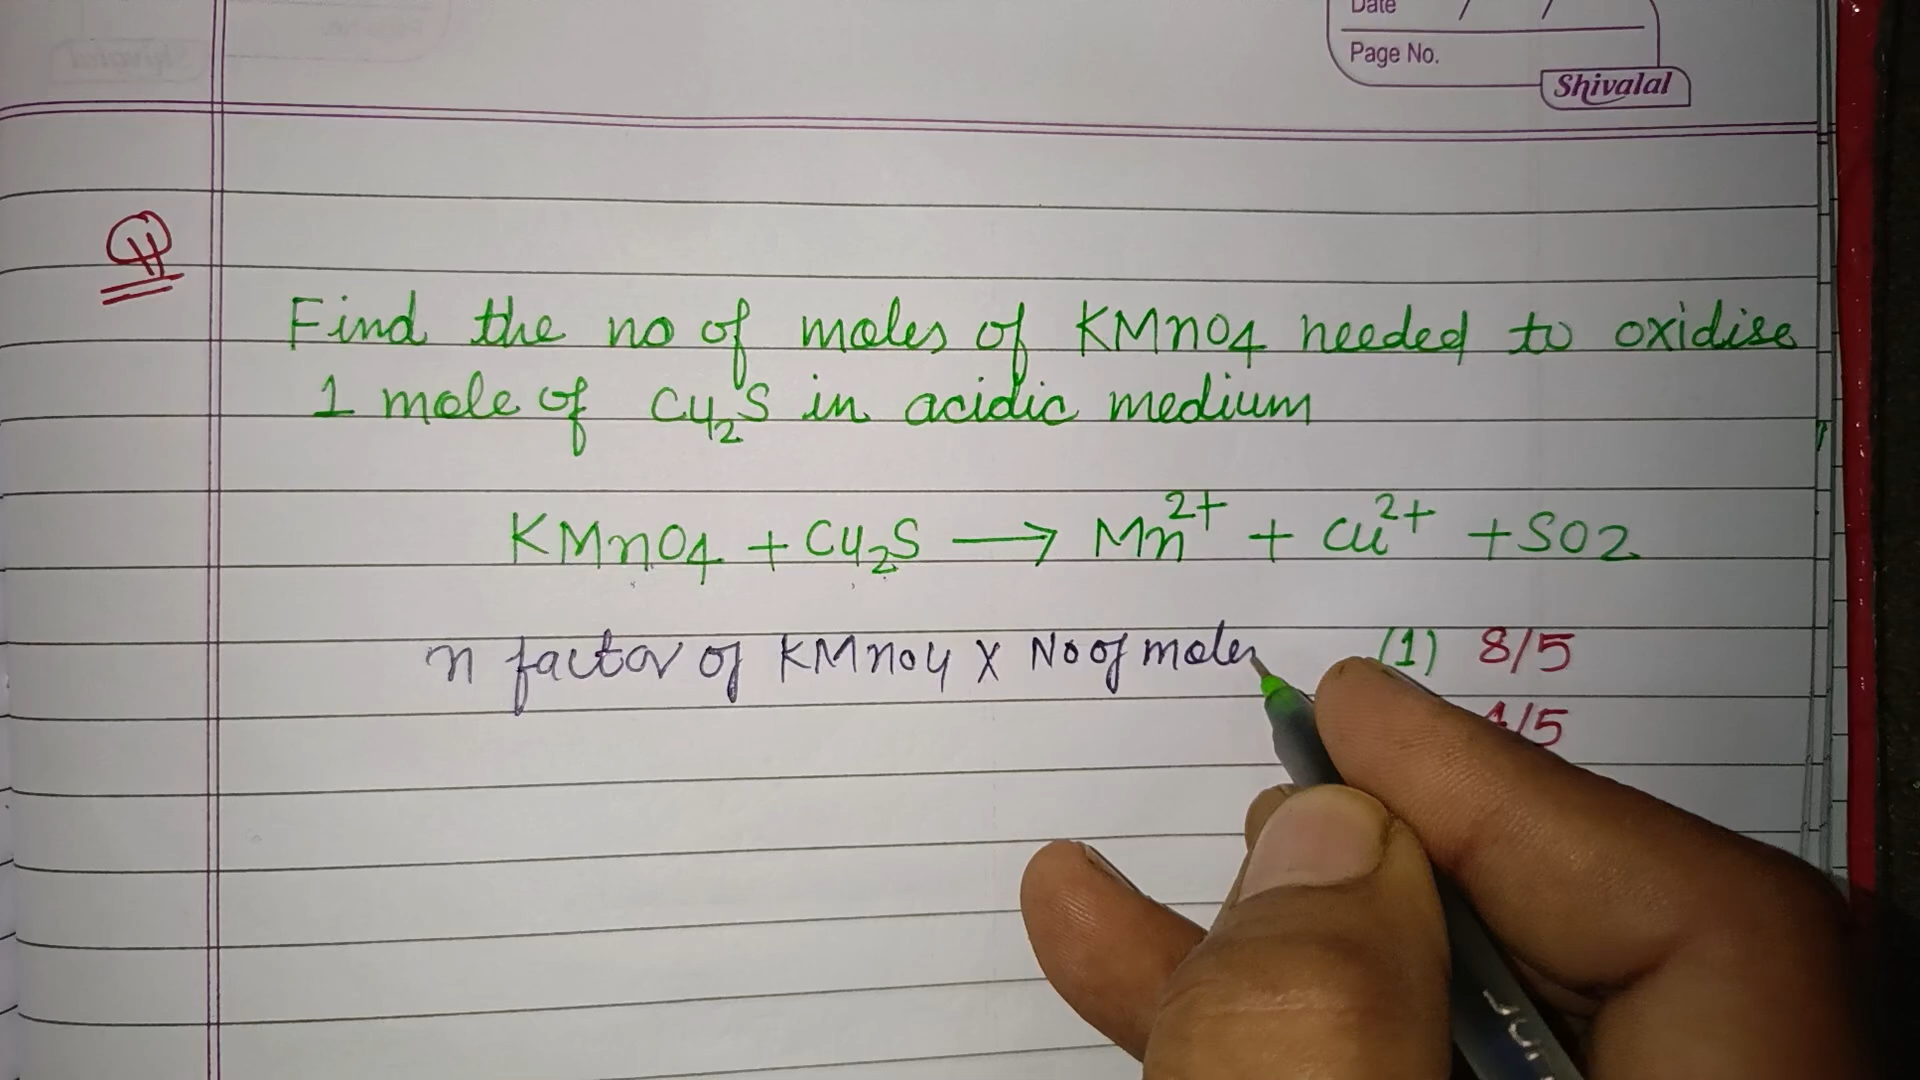 Date / /
Page No.
Shivalal
Q
Find the no of moles of KMnO4 needed to oxidise
1 mole of Cu2S in acidic medium
KMnO4 + Cu2S ⟶ Mn2+ + Cu2+ + SO2
n factor of KMnO4 X No of moles (1) 8/5
/5